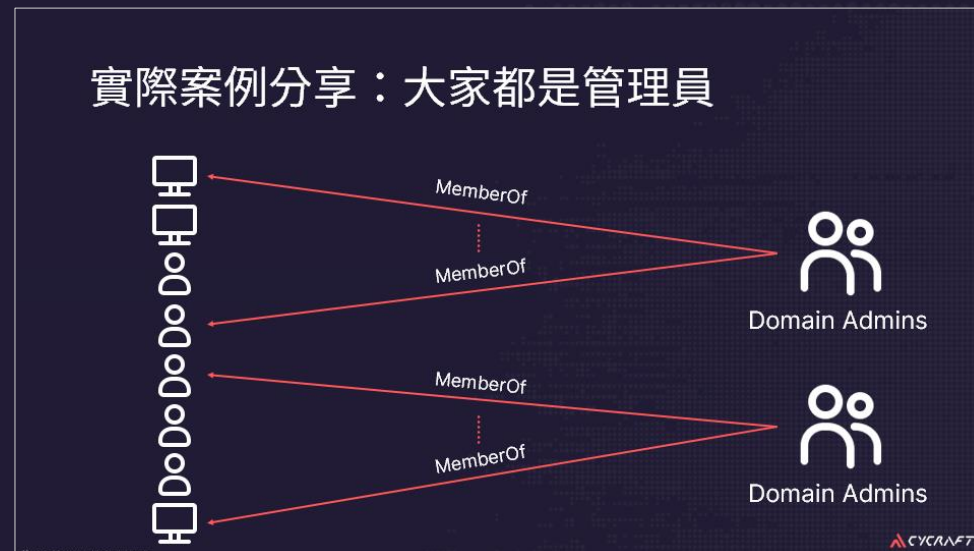 實際案例分享：大家都是管理員
MemberOf
MemberOf
Domain Admins
MemberOf
MemberOf
Domain Admins
CYCRAFT